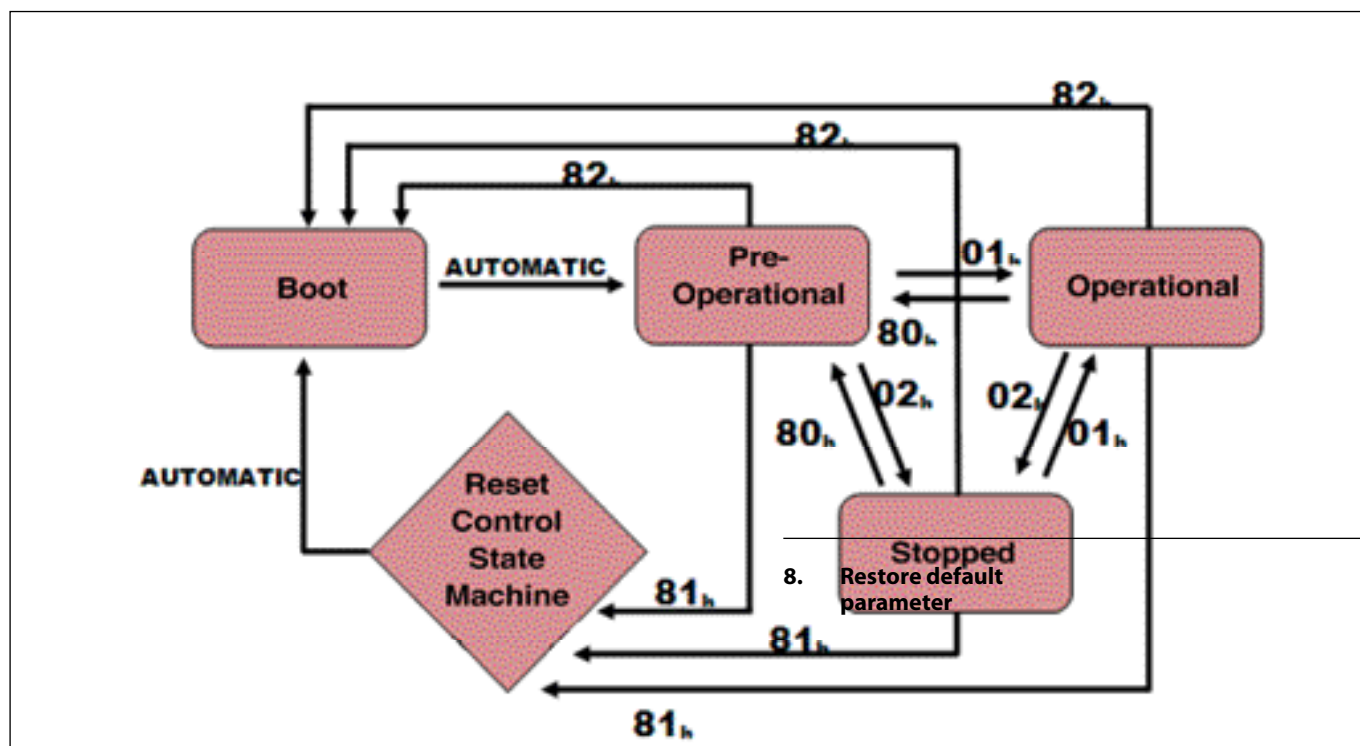 82h
82h
82h
Boot
AUTOMATIC
Pre-
Operational
01h
80h
Operational
80h
02h
02h
01h
AUTOMATIC
Reset
Control
State
Machine
Stopped
8. Restore default
parameter
81h
81h
81h